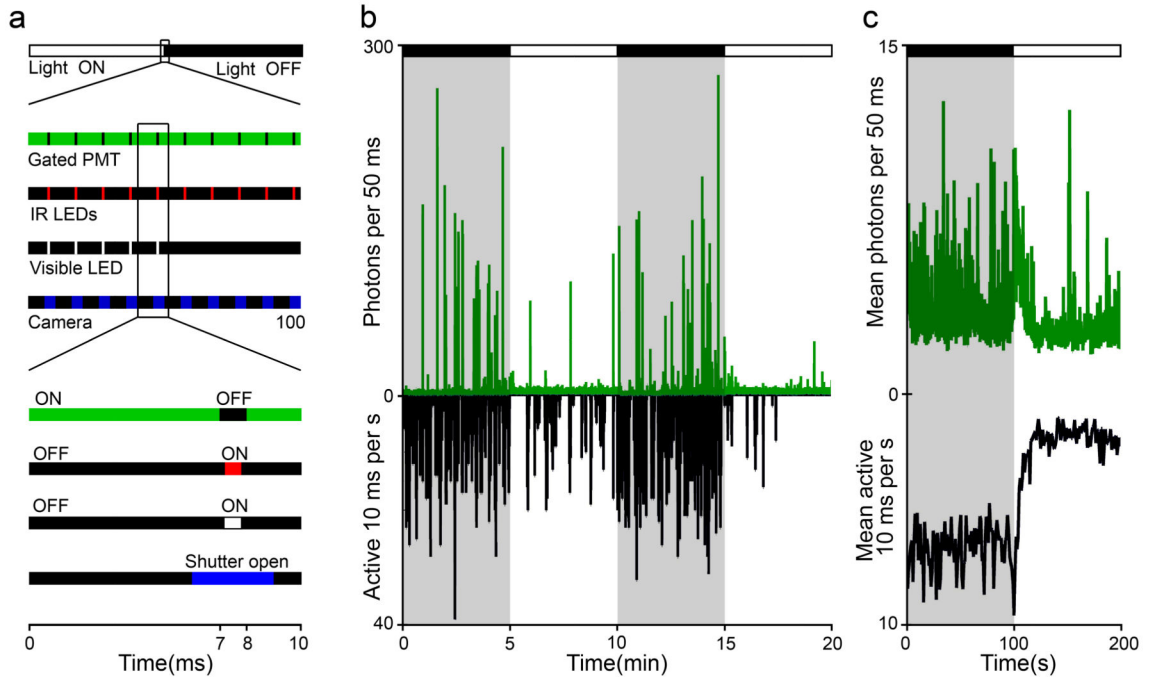 a
Light ON Light OFF
Gated PMT
IR LEDs
Visible LED
Camera 100
ON OFF
OFF ON
OFF ON
Shutter open
0 7 8 10
Time(ms)
b
300
Photons per 50 ms
0
Active 10 ms per s
40
0 5 10 15 20
Time(min)
c
15
Mean photons per 50 ms
0
Mean active
10 ms per s
10
0 100 200
Time(s)